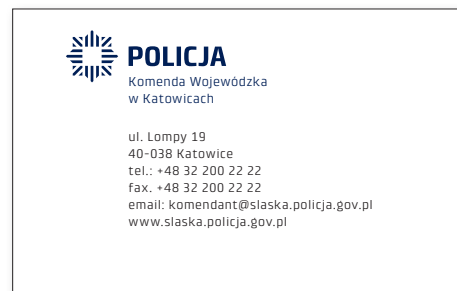 POLICJA
Komenda Wojewódzka
w Katowicach
ul. Lompy 19
40-038 Katowice
tel.: +48 32 200 22 22
fax. +48 32 200 22 22
email: komendant@slaska.policja.gov.pl
www.slaska.policja.gov.pl